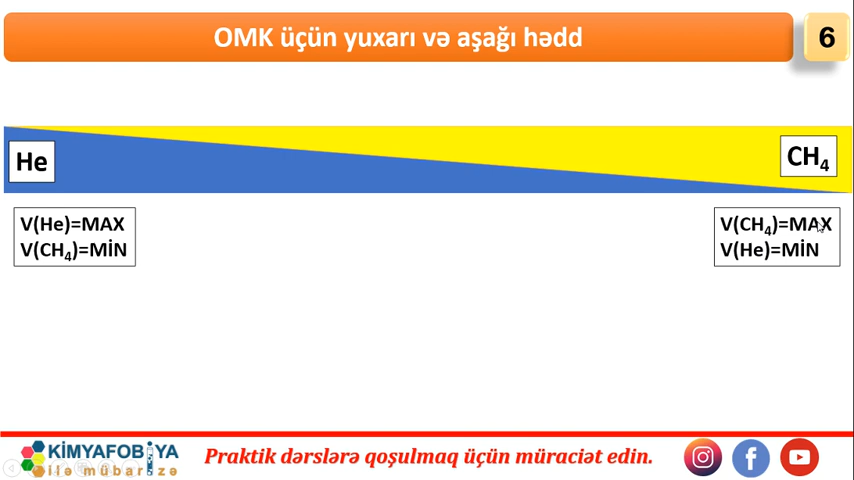 OMK üçün yuxarı və aşağı hədd
6
He
CH₄
V(He)=MAX
V(CH₄)=MİN
V(CH₄)=MAX
V(He)=MİN
KİMYAFOBİYA
ilə mübarizə
Praktik dərslərə qoşulmaq üçün müraciət edin.